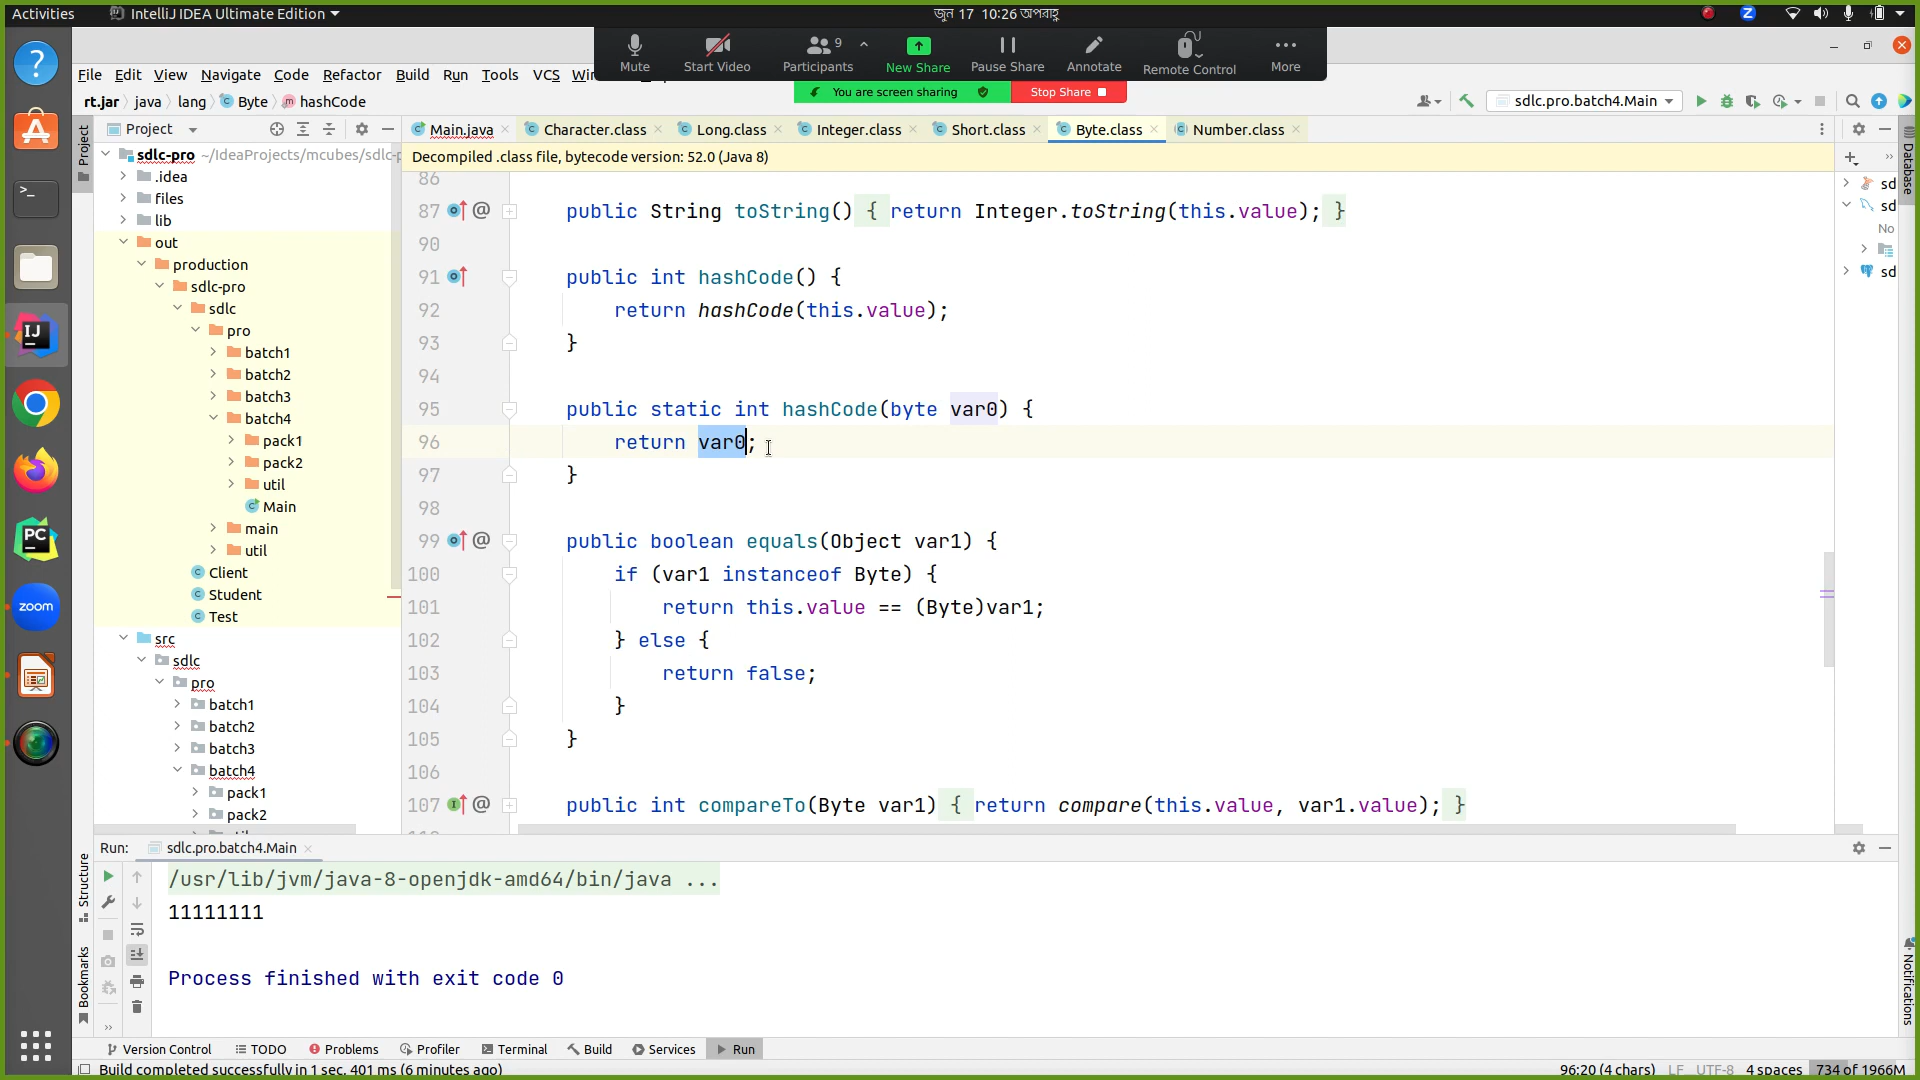 Activities
IntelliJ IDEA Ultimate Edition
জুন 17 10:26 অপরাহ্ণ
Z
Mute
Start Video
Participants
9
New Share
Pause Share
Annotate
Remote Control
More
You are screen sharing
Stop Share
File Edit View Navigate Code Refactor Build Run Tools VCS
rt.jar java lang Byte hashCode
sdlc.pro.batch4.Main
Project
Main.java
Character.class
Long.class
Integer.class
Short.class
Byte.class
Number.class
Decompiled .class file, bytecode version: 52.0 (Java 8)
Project
sdlc-pro ~/IdeaProjects/mcubes/sdlc-p
.idea
files
lib
out
production
sdlc-pro
sdlc
pro
batch1
batch2
batch3
batch4
pack1
pack2
util
Main
main
util
Client
Student
Test
src
sdlc
pro
batch1
batch2
batch3
batch4
pack1
pack2
86
87 @ public String toString() { return Integer.toString(this.value); }
90
91 public int hashCode() {
92 return hashCode(this.value);
93 }
94
95 public static int hashCode(byte var0) {
96 return var0;
97 }
98
99 @ public boolean equals(Object var1) {
100 if (var1 instanceof Byte) {
101 return this.value == (Byte)var1;
102 } else {
103 return false;
104 }
105 }
106
107 @ public int compareTo(Byte var1) { return compare(this.value, var1.value); }
Database
sd
sd
No
sd
Notifications
Structure
Bookmarks
zoom
Run: sdlc.pro.batch4.Main
/usr/lib/jvm/java-8-openjdk-amd64/bin/java ...
11111111
Process finished with exit code 0
Version Control
TODO
Problems
Profiler
Terminal
Build
Services
Run
Build completed successfully in 1 sec, 401 ms (6 minutes ago)
96:20 (4 chars) LF UTF-8 4 spaces 734 of 1966M